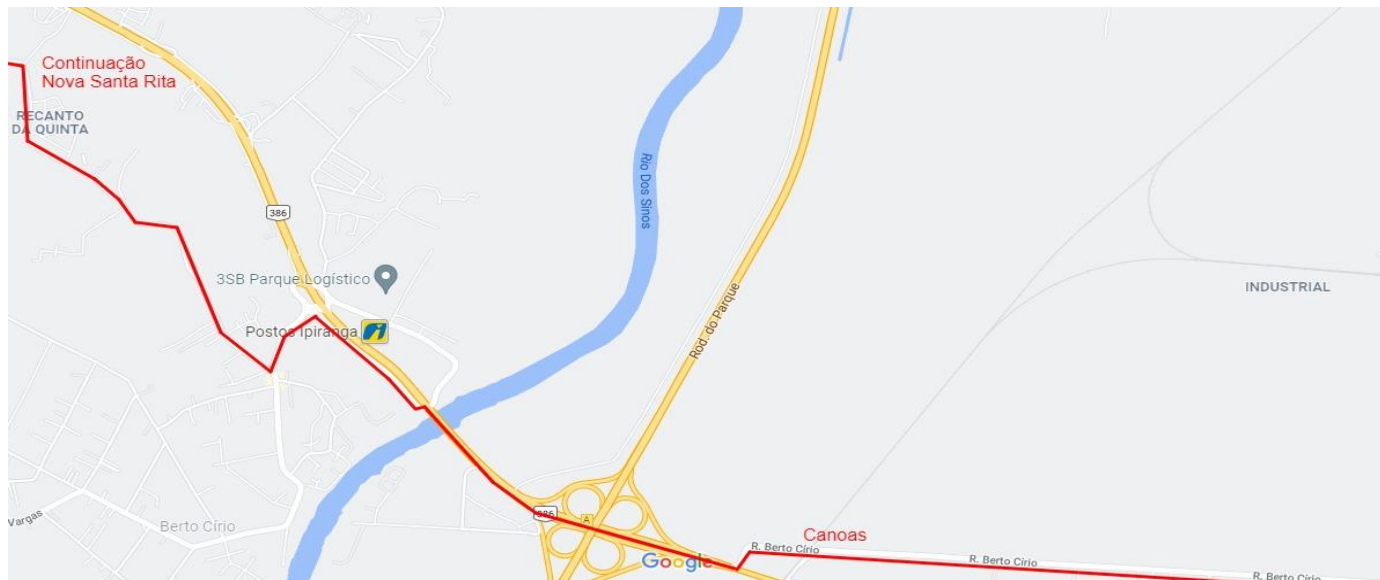 Continuação
Nova Santa Rita
RECANTO
DA QUINTA
386
Rio Dos Sinos
3SB Parque Logístico
INDUSTRIAL
Rod. do Parque
Postos Ipiranga
386
A
Vargas
Berto Círio
Canoas
R. Berto Círio
Google
R. Berto Círio
R. Berto Círio